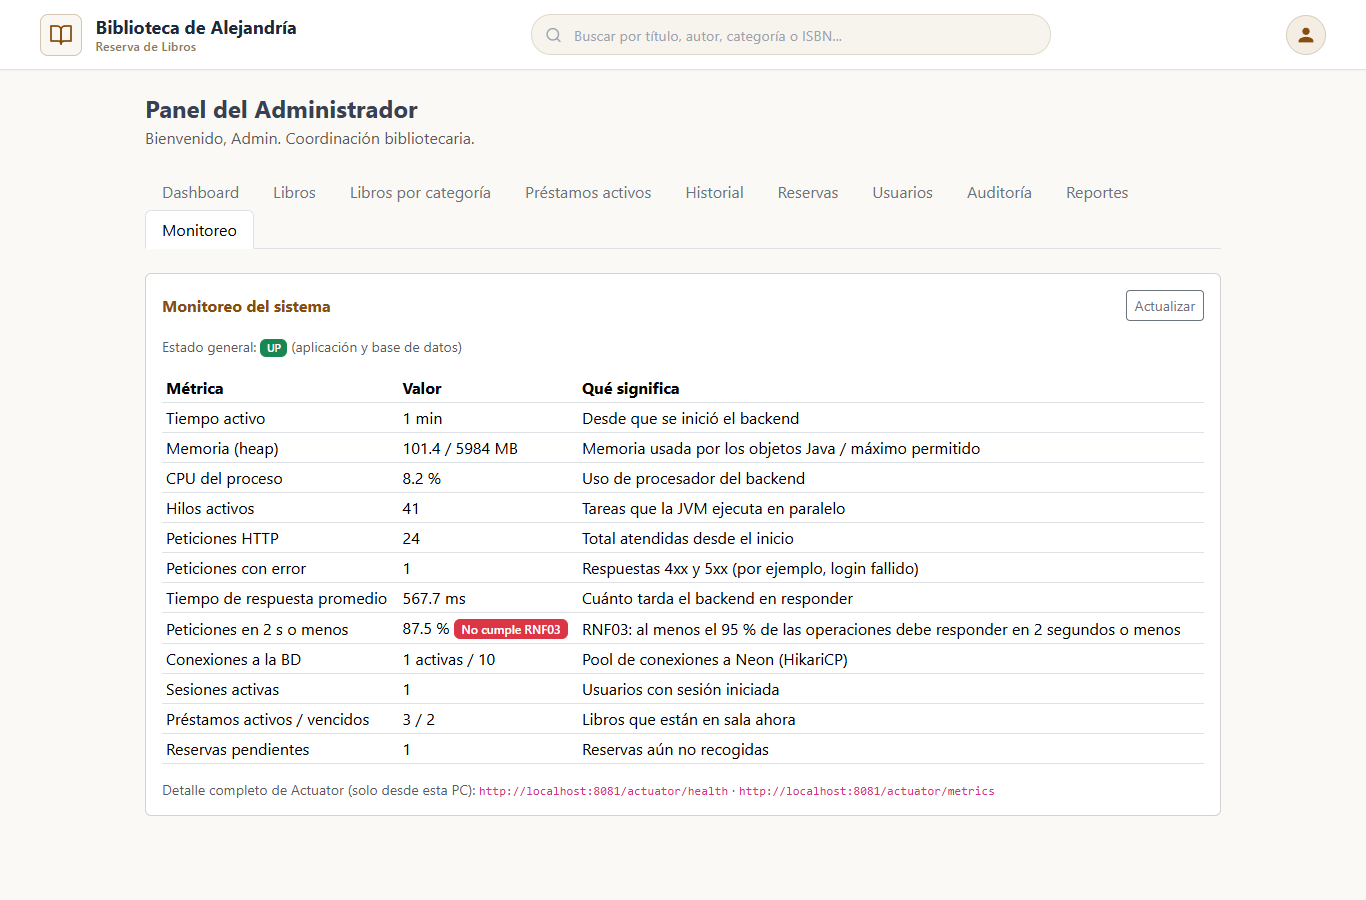 Biblioteca de Alejandría
Reserva de Libros
Buscar por título, autor, categoría o ISBN...
Panel del Administrador
Bienvenido, Admin. Coordinación bibliotecaria.
Dashboard Libros Libros por categoría Préstamos activos Historial Reservas Usuarios Auditoría Reportes
Monitoreo
Monitoreo del sistema Actualizar
Estado general: UP (aplicación y base de datos)
Métrica Valor Qué significa
Tiempo activo 1 min Desde que se inició el backend
Memoria (heap) 101.4 / 5984 MB Memoria usada por los objetos Java / máximo permitido
CPU del proceso 8.2 % Uso de procesador del backend
Hilos activos 41 Tareas que la JVM ejecuta en paralelo
Peticiones HTTP 24 Total atendidas desde el inicio
Peticiones con error 1 Respuestas 4xx y 5xx (por ejemplo, login fallido)
Tiempo de respuesta promedio 567.7 ms Cuánto tarda el backend en responder
Peticiones en 2 s o menos 87.5 % No cumple RNF03 RNF03: al menos el 95 % de las operaciones debe responder en 2 segundos o menos
Conexiones a la BD 1 activas / 10 Pool de conexiones a Neon (HikariCP)
Sesiones activas 1 Usuarios con sesión iniciada
Préstamos activos / vencidos 3 / 2 Libros que están en sala ahora
Reservas pendientes 1 Reservas aún no recogidas
Detalle completo de Actuator (solo desde esta PC): http://localhost:8081/actuator/health · http://localhost:8081/actuator/metrics